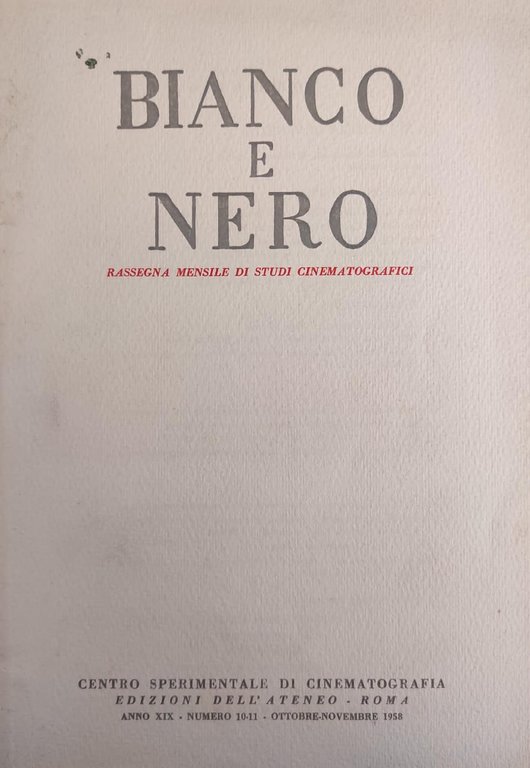 BIANCO
E
NERO
RASSEGNA MENSILE DI STUDI CINEMATOGRAFICI
CENTRO SPERIMENTALE DI CINEMATOGRAFIA
EDIZIONI DELL'ATENEO - ROMA
ANNO XIX - NUMERO 10-11 - OTTOBRE-NOVEMBRE 1958